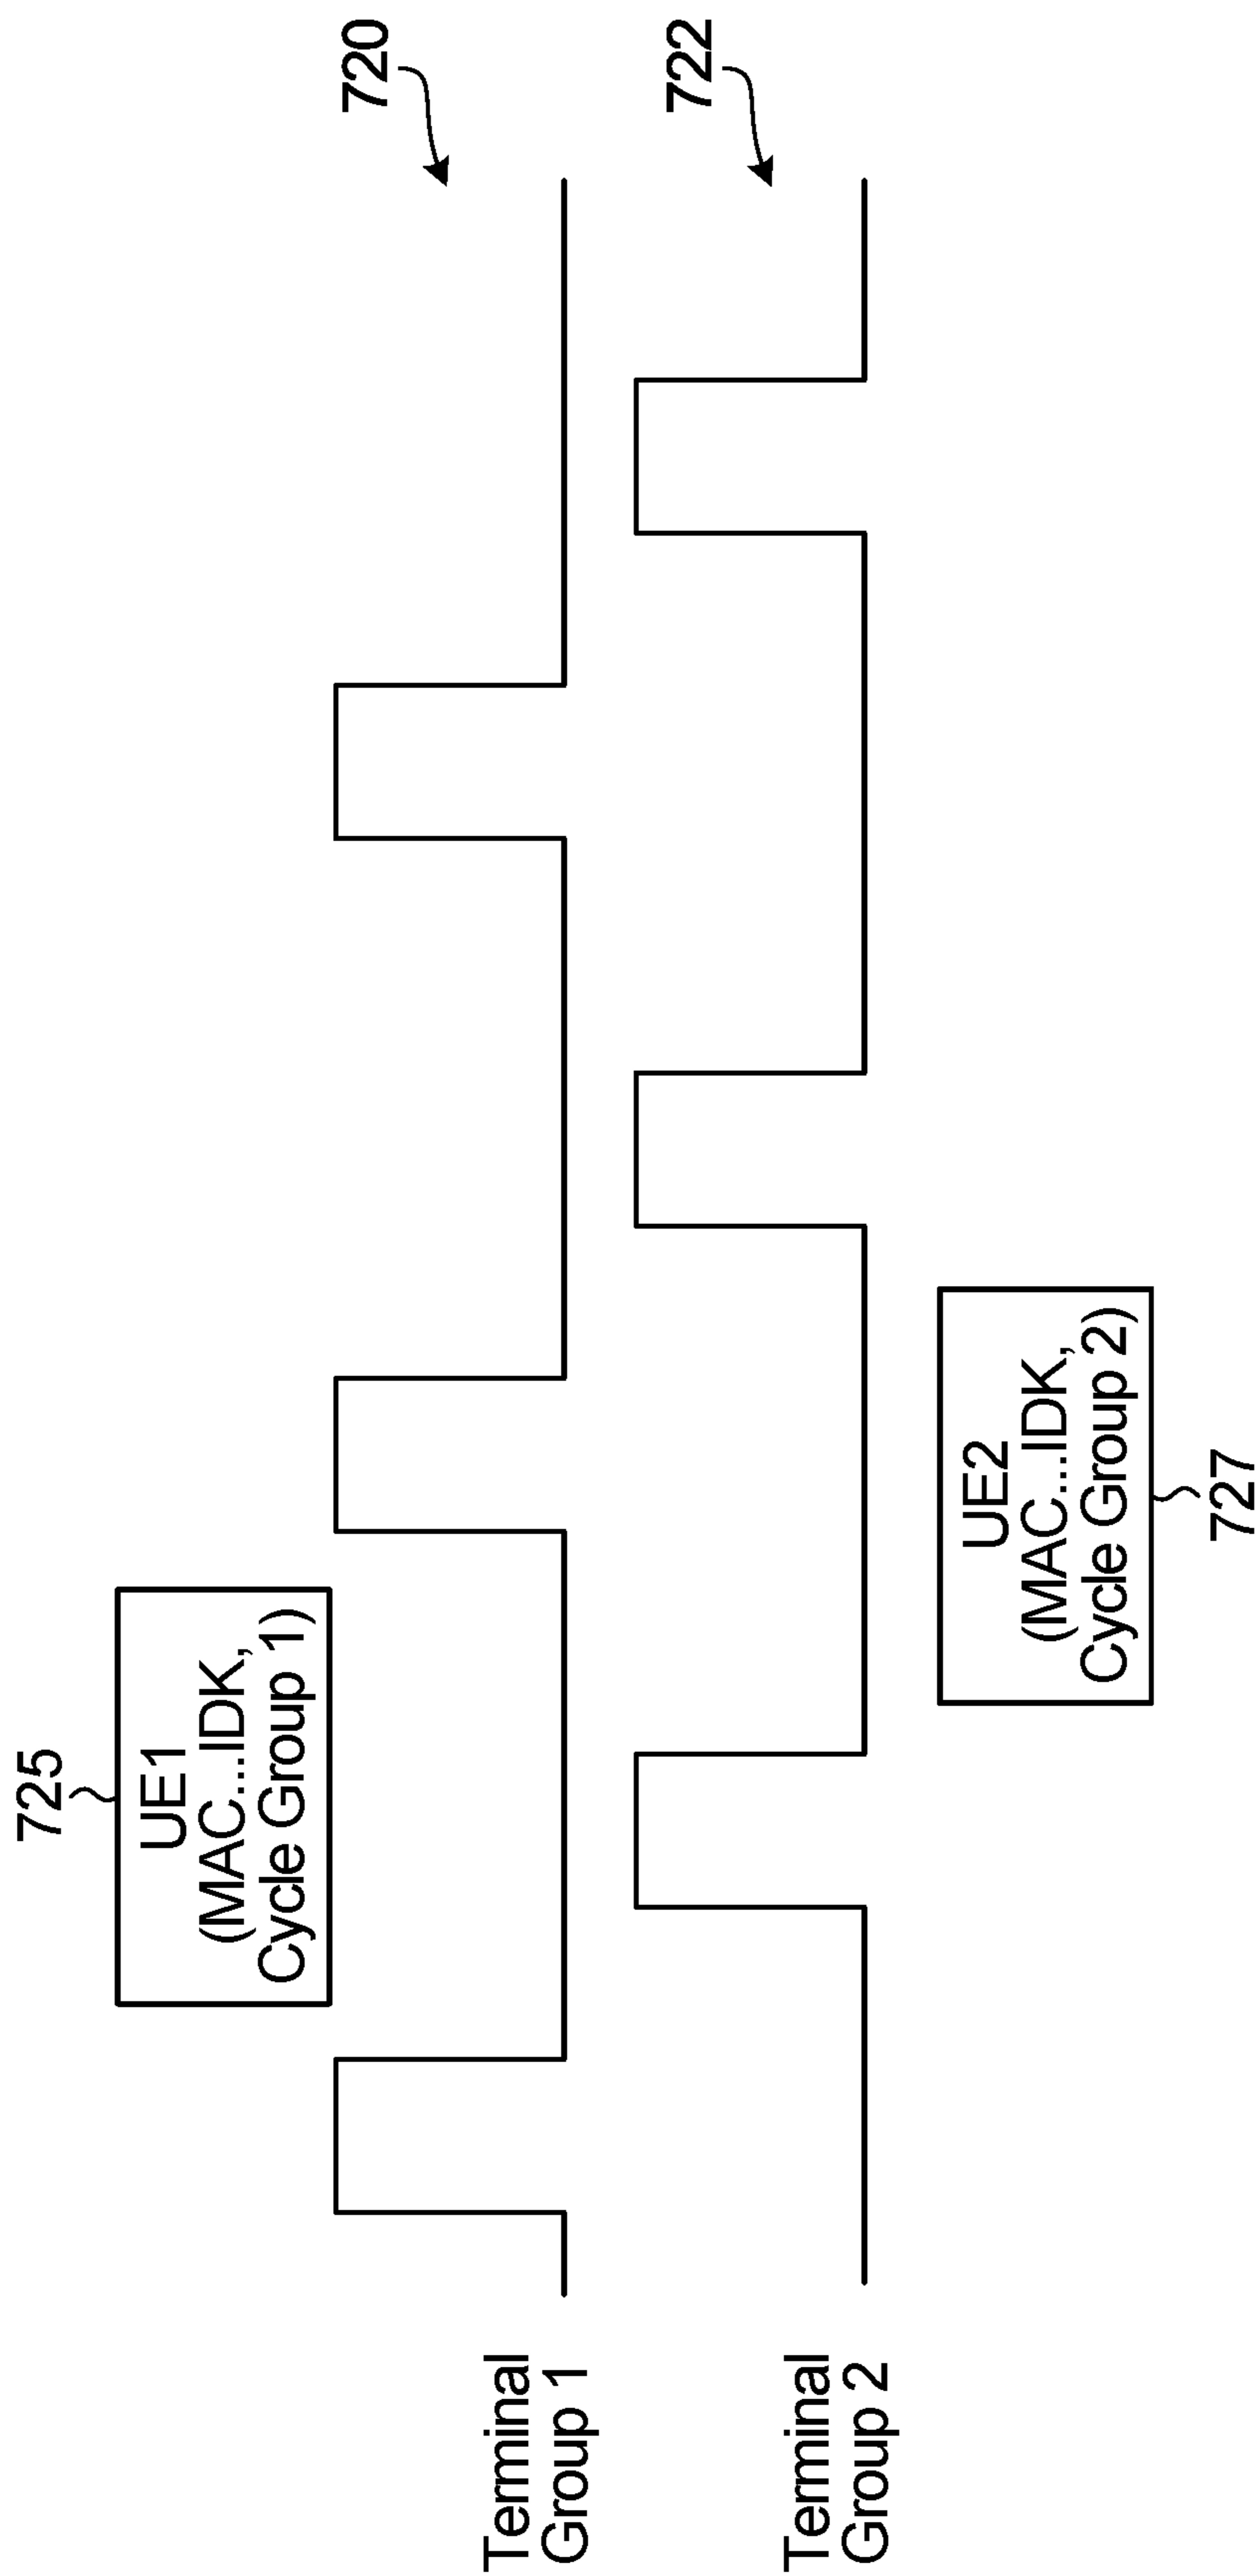 725
UE1
(MAC...IDK,
Cycle Group 1)
720
Terminal
Group 1
722
Terminal
Group 2
UE2
(MAC...IDK,
Cycle Group 2)
727